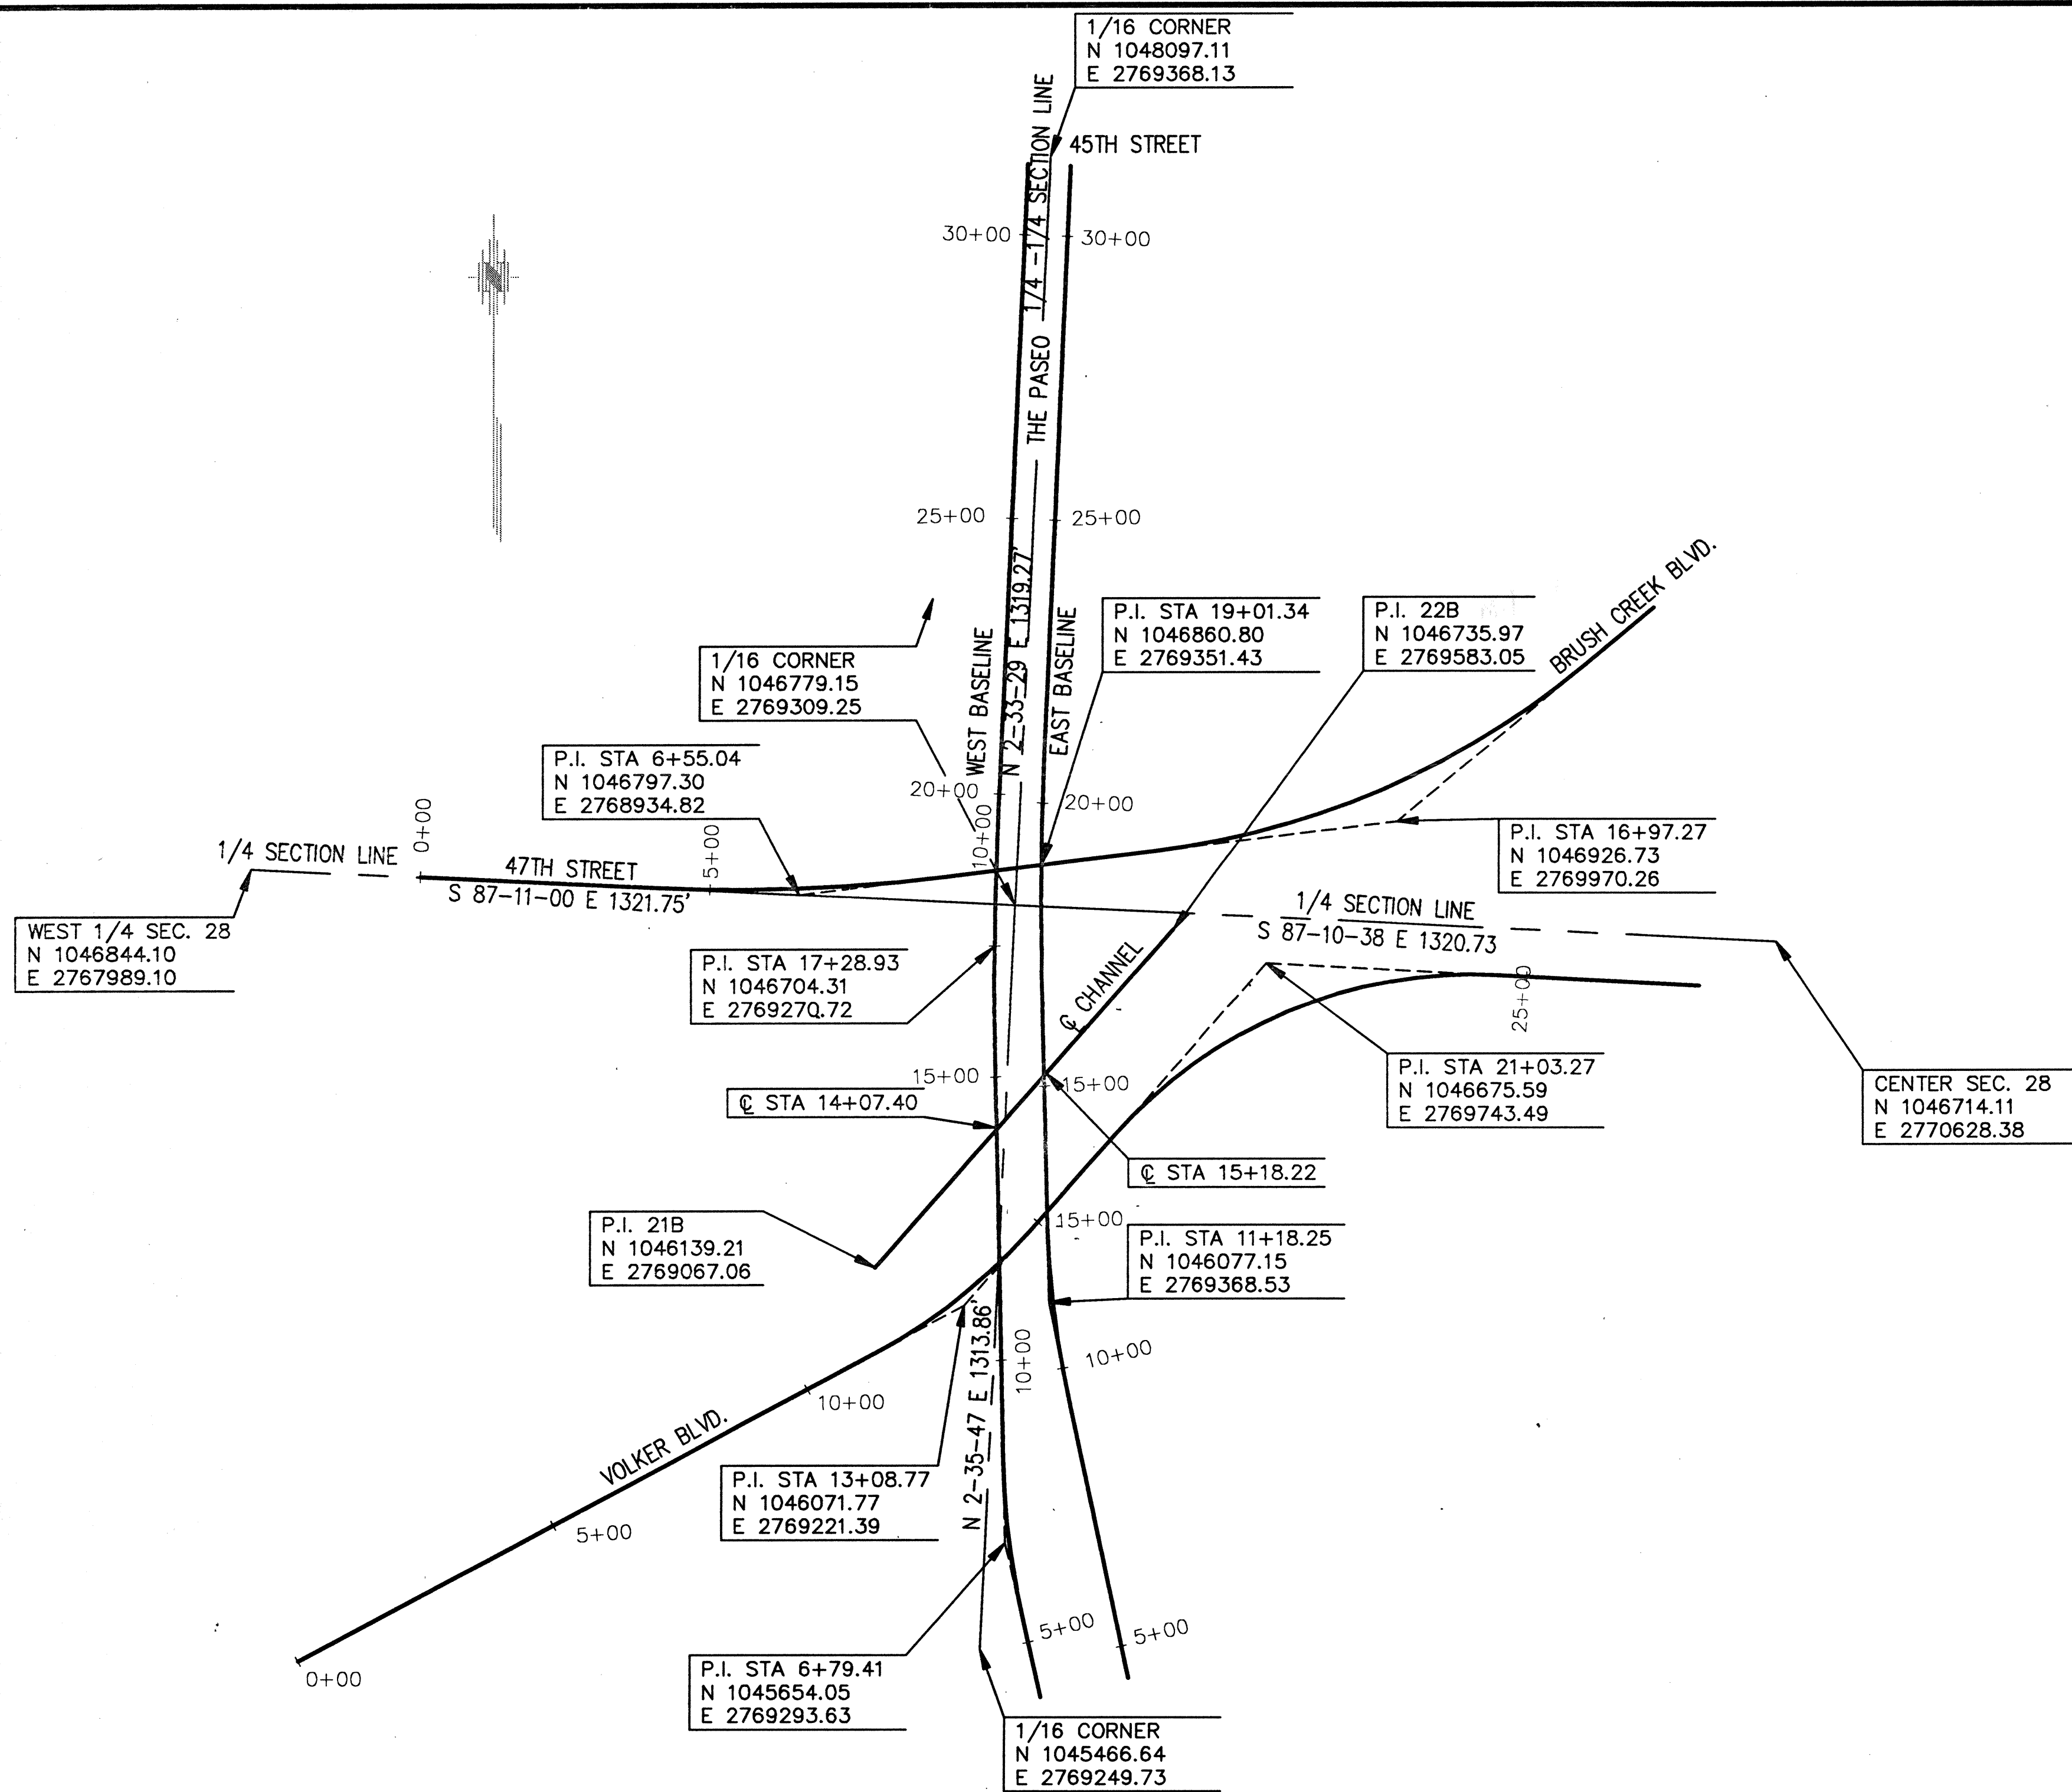 1/16 CORNER
N 1048097.11
E 2769368.13
45TH STREET
1/4 -1/4 SECTION LINE
THE PASEO
30+00
30+00
N
25+00
25+00
N 2-33-29 E 1319.27'
WEST BASELINE
EAST BASELINE
P.I. STA 19+01.34
N 1046860.80
E 2769351.43
P.I. 22B
N 1046735.97
E 2769583.05
BRUSH CREEK BLVD.
1/16 CORNER
N 1046779.15
E 2769309.25
P.I. STA 6+55.04
N 1046797.30
E 2768934.82
20+00
20+00
10+00
0+00
5+00
1/4 SECTION LINE
47TH STREET
S 87-11-00 E 1321.75'
P.I. STA 16+97.27
N 1046926.73
E 2769970.26
1/4 SECTION LINE
S 87-10-38 E 1320.73
WEST 1/4 SEC. 28
N 1046844.10
E 2767989.10
P.I. STA 17+28.93
N 1046704.31
E 2769270.72
℄ CHANNEL
25+00
15+00
15+00
P.I. STA 21+03.27
N 1046675.59
E 2769743.49
CENTER SEC. 28
N 1046714.11
E 2770628.38
℄ STA 14+07.40
℄ STA 15+18.22
P.I. 21B
N 1046139.21
E 2769067.06
15+00
P.I. STA 11+18.25
N 1046077.15
E 2769368.53
N 2-35-47 E 1313.86'
10+00
10+00
10+00
VOLKER BLVD.
P.I. STA 13+08.77
N 1046071.77
E 2769221.39
5+00
5+00
5+00
0+00
P.I. STA 6+79.41
N 1045654.05
E 2769293.63
1/16 CORNER
N 1045466.64
E 2769249.73